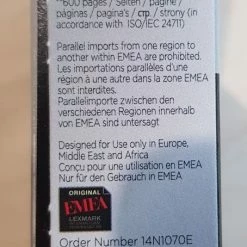 **600 pages / Seiten / pagine /
páginas / pagina's / стр. / strony (in
accordance with ISO/IEC 24711)
Parallel imports from one region to
another within EMEA are prohibited.
Les importations parallèles d'une
région à une autre dans la zone EMEA
sont interdites.
Parallelimporte zwischen den
verschiedenen Regionen innerhalb
von EMEA sind untersagt
Designed for Use only in Europe,
Middle East and Africa
Conçu pour une utilisation en EMEA
Nur für den Gebrauch in EMEA
ORIGINAL
EMEA
LEXMARK
Order Number 14N1070E